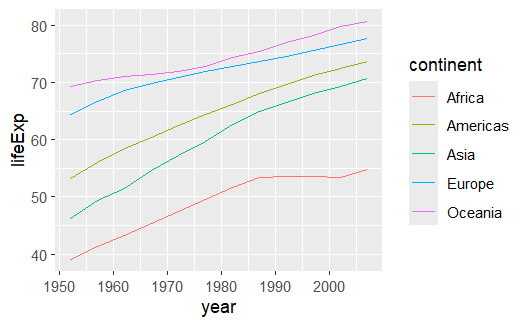 80
70
60
50
40
lifeExp
1950 1960 1970 1980 1990 2000
year
continent
Africa
Americas
Asia
Europe
Oceania